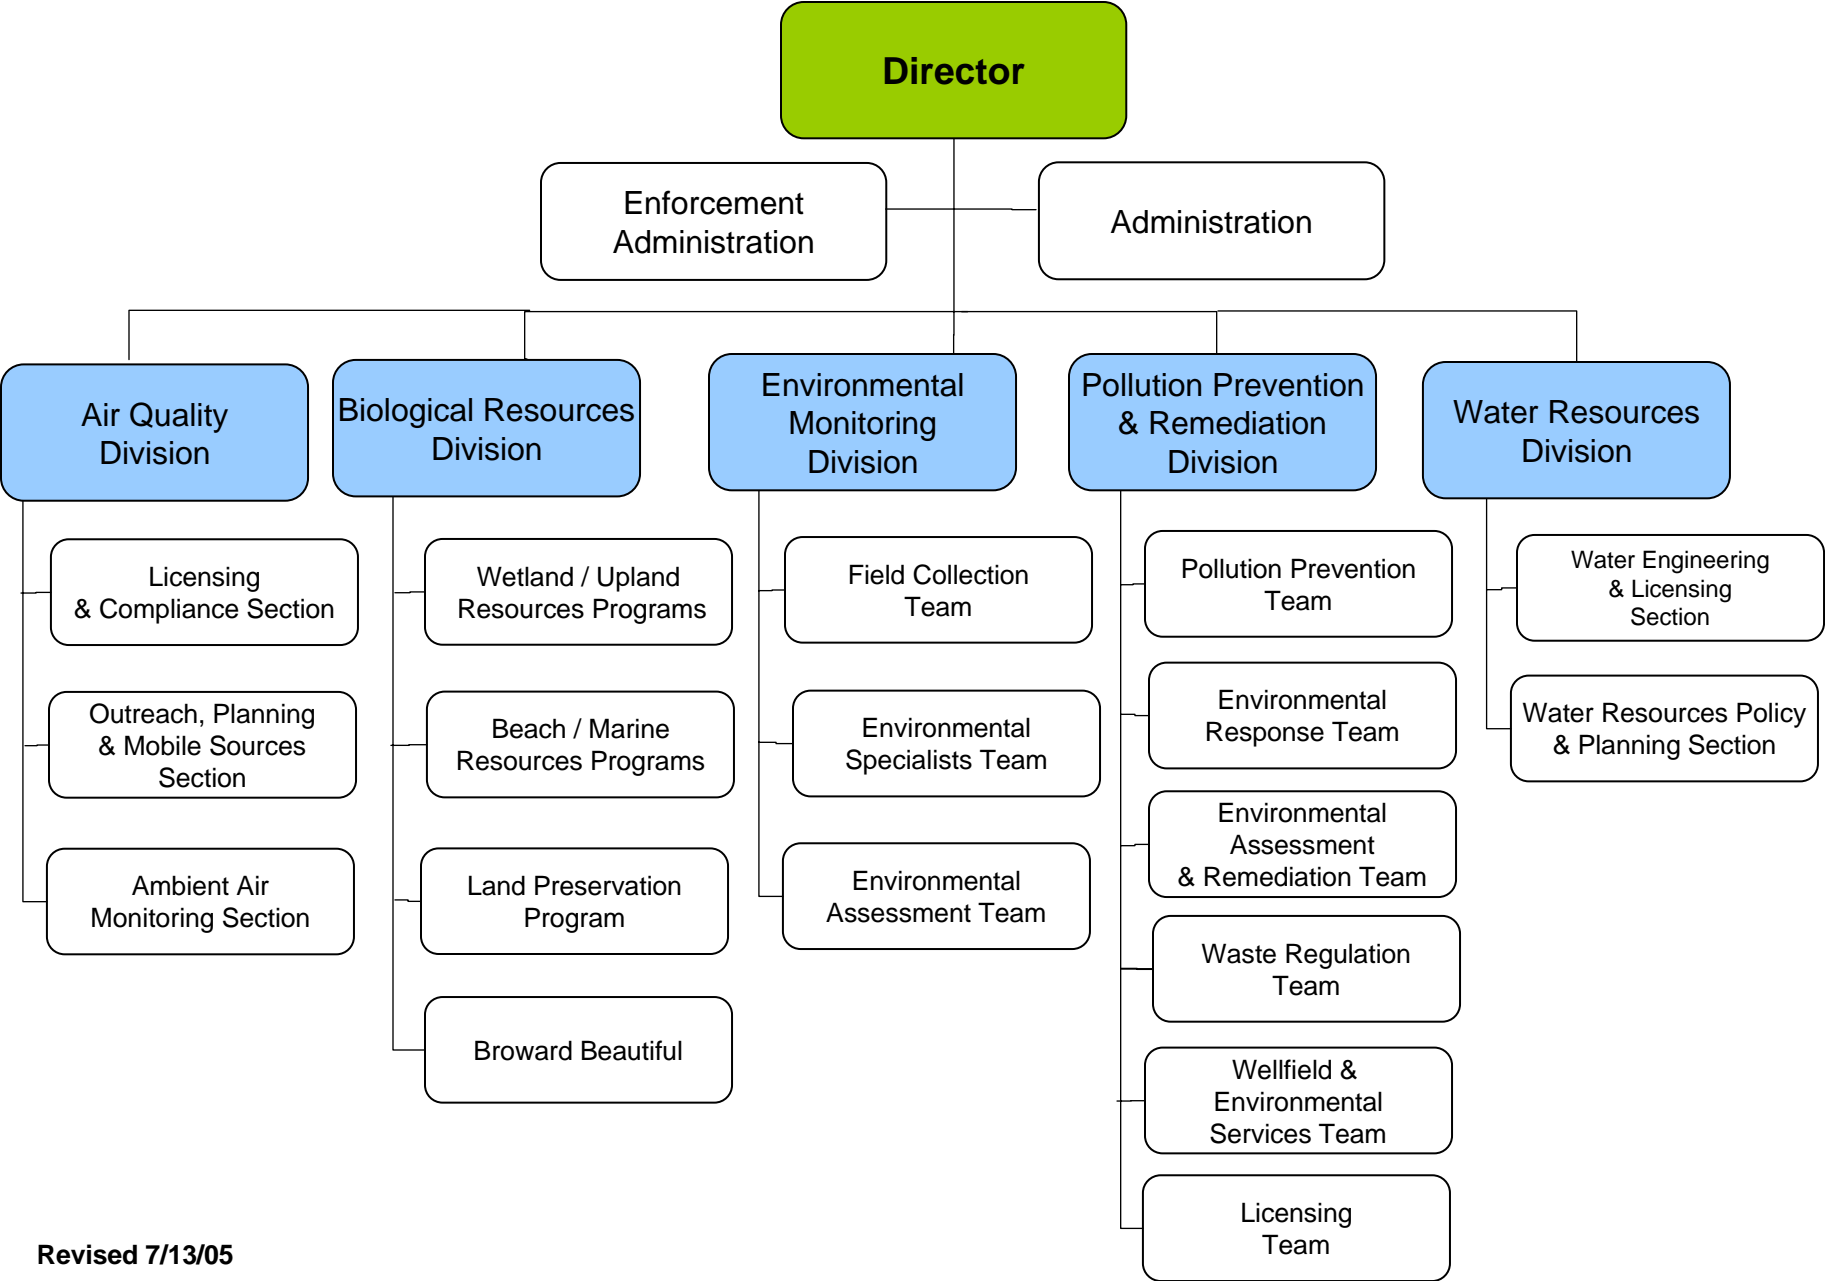 Director
Enforcement
Administration
Administration
Air Quality
Division
Biological Resources
Division
Environmental
Monitoring
Division
Pollution Prevention
& Remediation
Division
Water Resources
Division
Licensing
& Compliance Section
Outreach, Planning
& Mobile Sources
Section
Ambient Air
Monitoring Section
Wetland / Upland
Resources Programs
Beach / Marine
Resources Programs
Land Preservation
Program
Broward Beautiful
Field Collection
Team
Environmental
Specialists Team
Environmental
Assessment Team
Pollution Prevention
Team
Environmental
Response Team
Environmental
Assessment
& Remediation Team
Waste Regulation
Team
Wellfield &
Environmental
Services Team
Licensing
Team
Water Engineering
& Licensing
Section
Water Resources Policy
& Planning Section
Revised 7/13/05